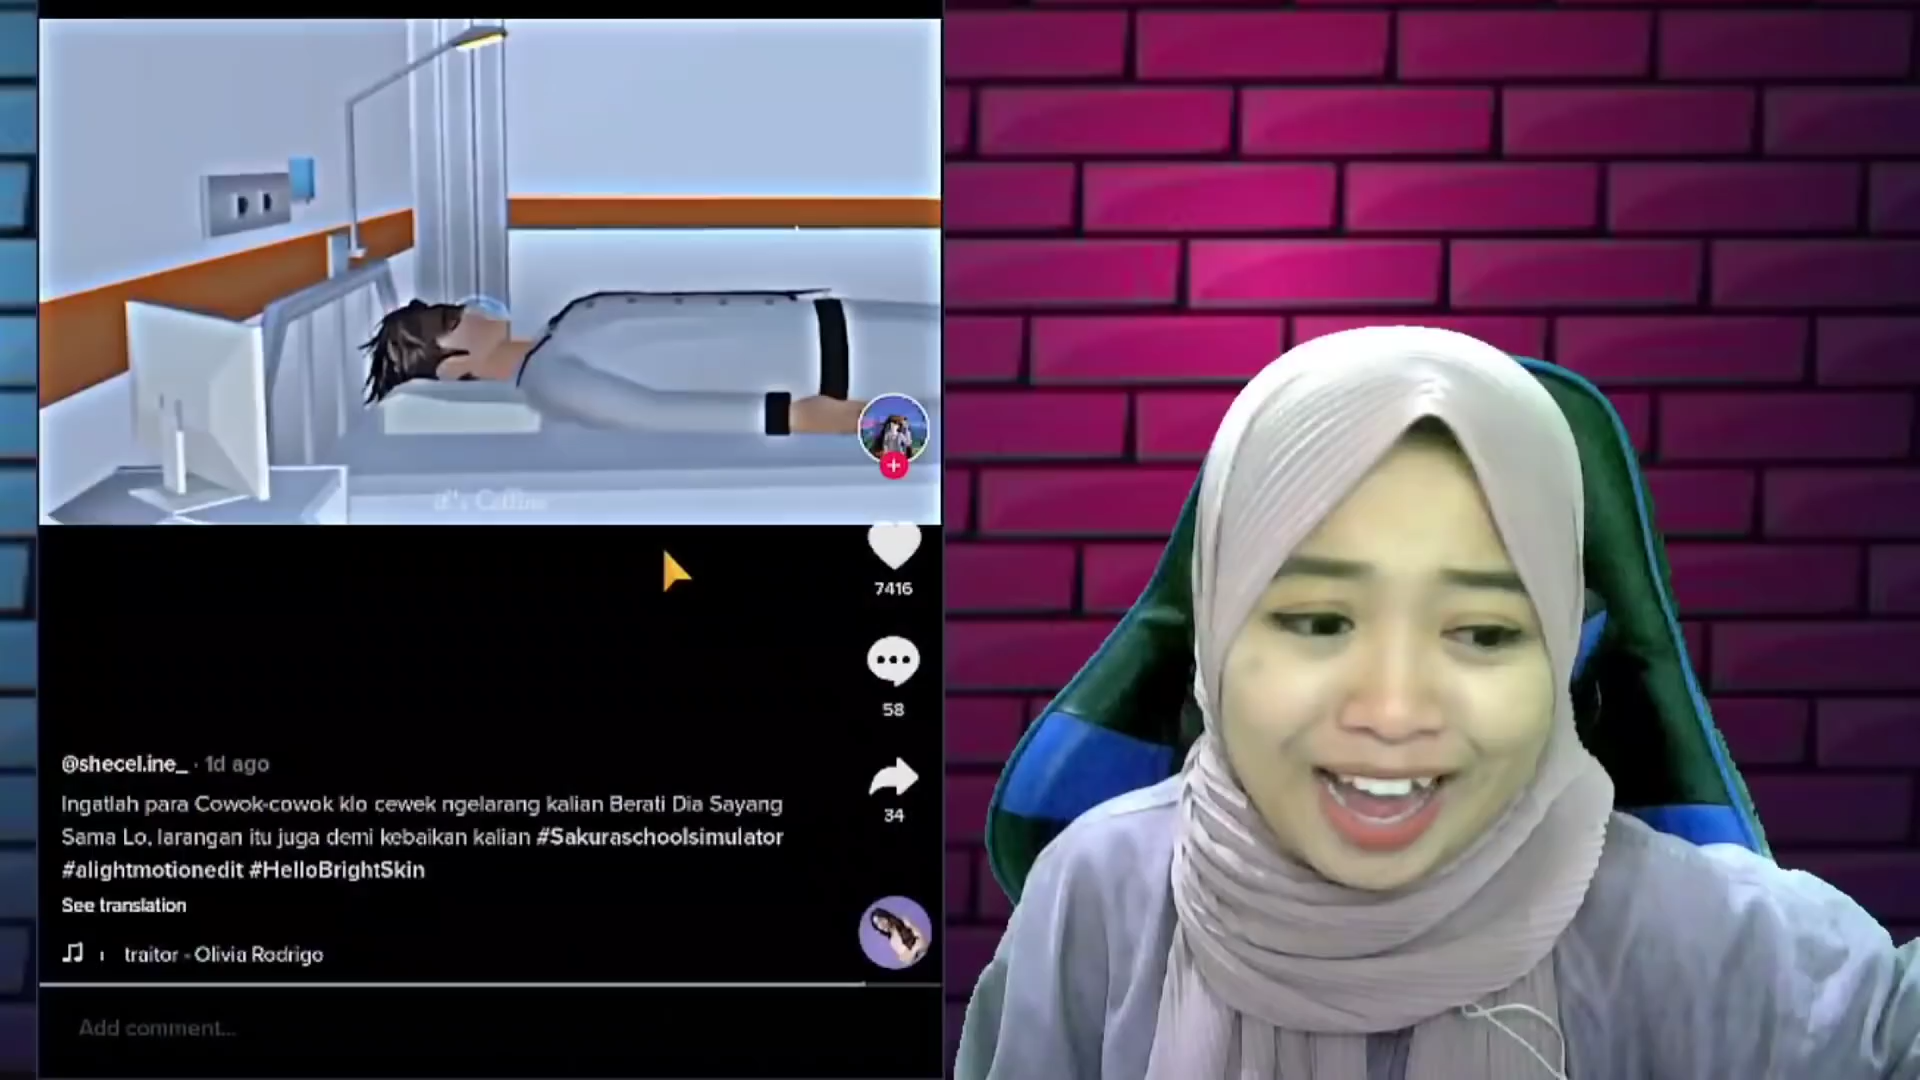 7416
58
34
@shecel.ine_ · 1d ago
Ingatlah para Cowok-cowok klo cewek ngelarang kalian Berati Dia Sayang
Sama Lo, larangan itu juga demi kebaikan kalian #Sakuraschoolsimulator
#alightmotionedit #HelloBrightSkin
See translation
traitor - Olivia Rodrigo
Add comment...